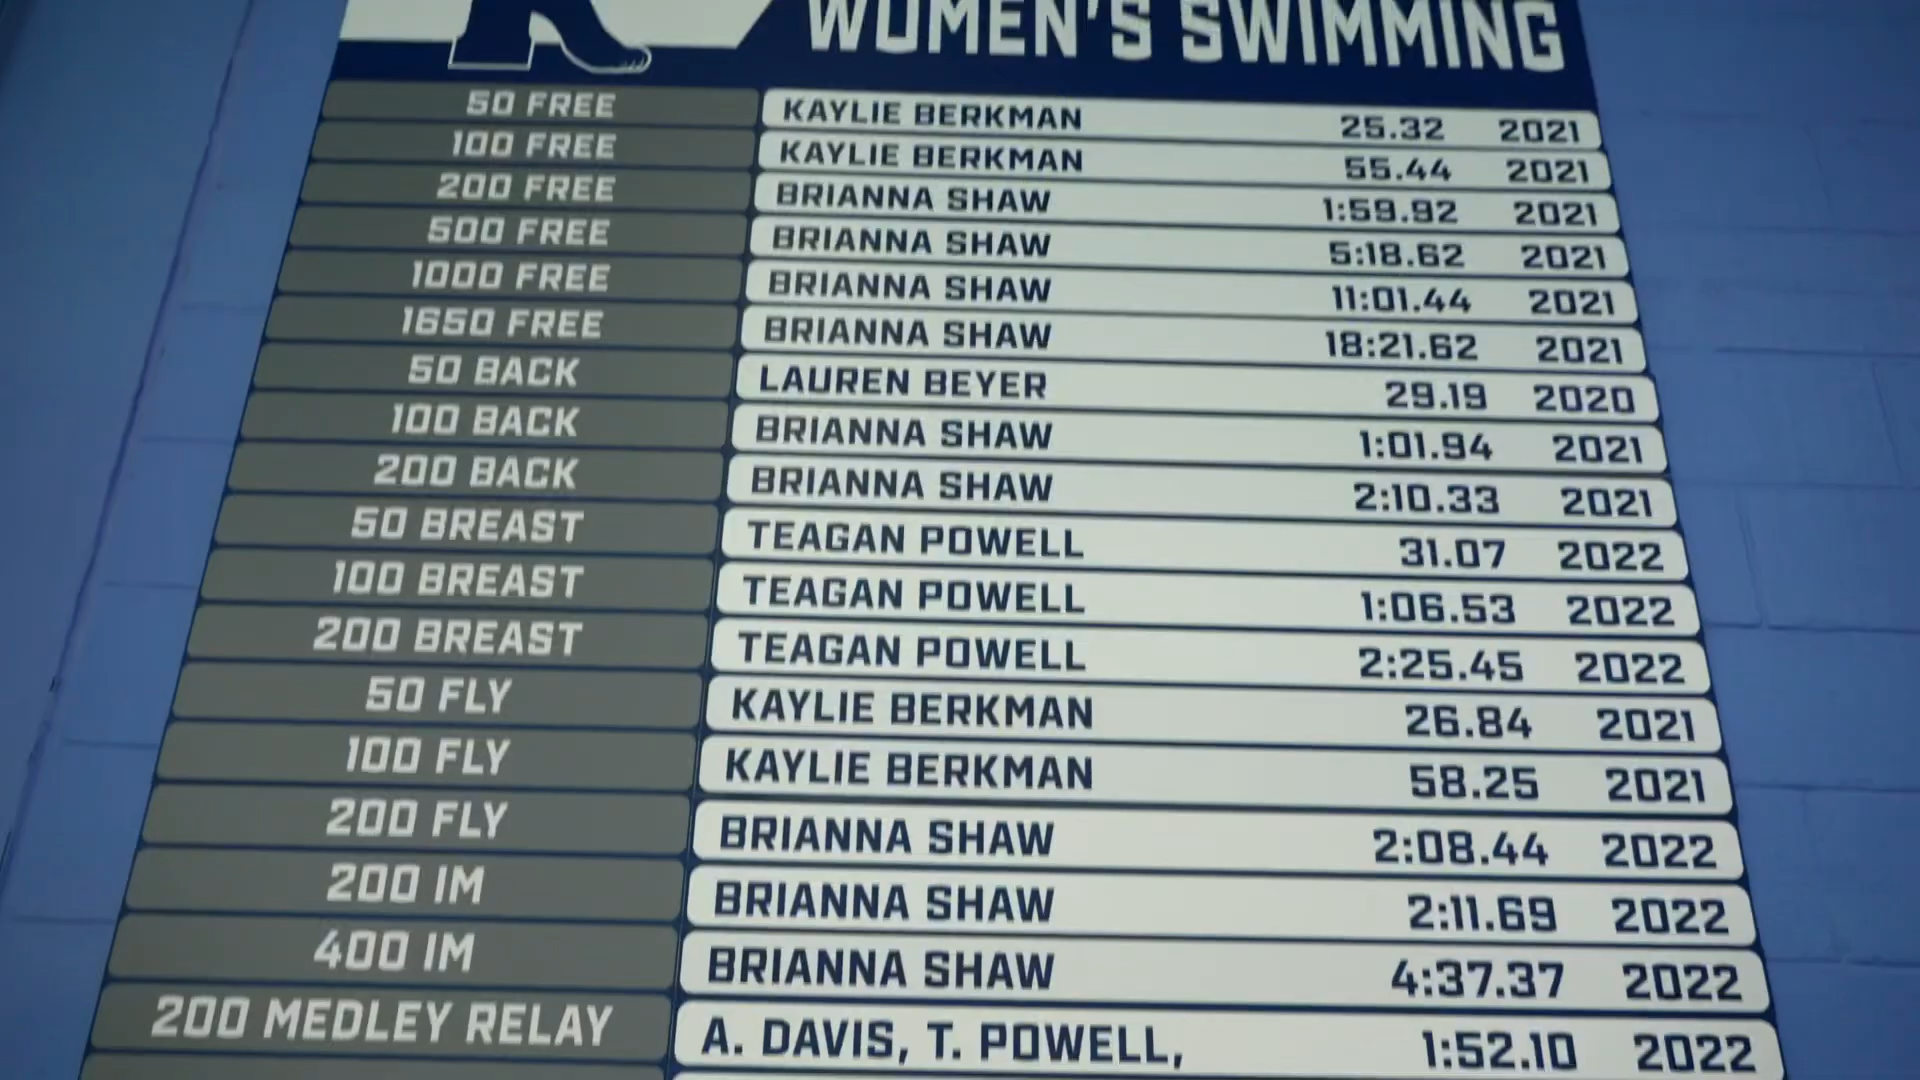 WOMEN'S SWIMMING
50 FREE KAYLIE BERKMAN 25.32 2021
100 FREE KAYLIE BERKMAN 55.44 2021
200 FREE BRIANNA SHAW 1:59.92 2021
500 FREE BRIANNA SHAW 5:18.62 2021
1000 FREE BRIANNA SHAW 11:01.44 2021
1650 FREE BRIANNA SHAW 18:21.62 2021
50 BACK LAUREN BEYER 29.19 2020
100 BACK BRIANNA SHAW 1:01.94 2021
200 BACK BRIANNA SHAW 2:10.33 2021
50 BREAST TEAGAN POWELL 31.07 2022
100 BREAST TEAGAN POWELL 1:06.53 2022
200 BREAST TEAGAN POWELL 2:25.45 2022
50 FLY KAYLIE BERKMAN 26.84 2021
100 FLY KAYLIE BERKMAN 58.25 2021
200 FLY BRIANNA SHAW 2:08.44 2022
200 IM BRIANNA SHAW 2:11.69 2022
400 IM BRIANNA SHAW 4:37.37 2022
200 MEDLEY RELAY A. DAVIS, T. POWELL, 1:52.10 2022